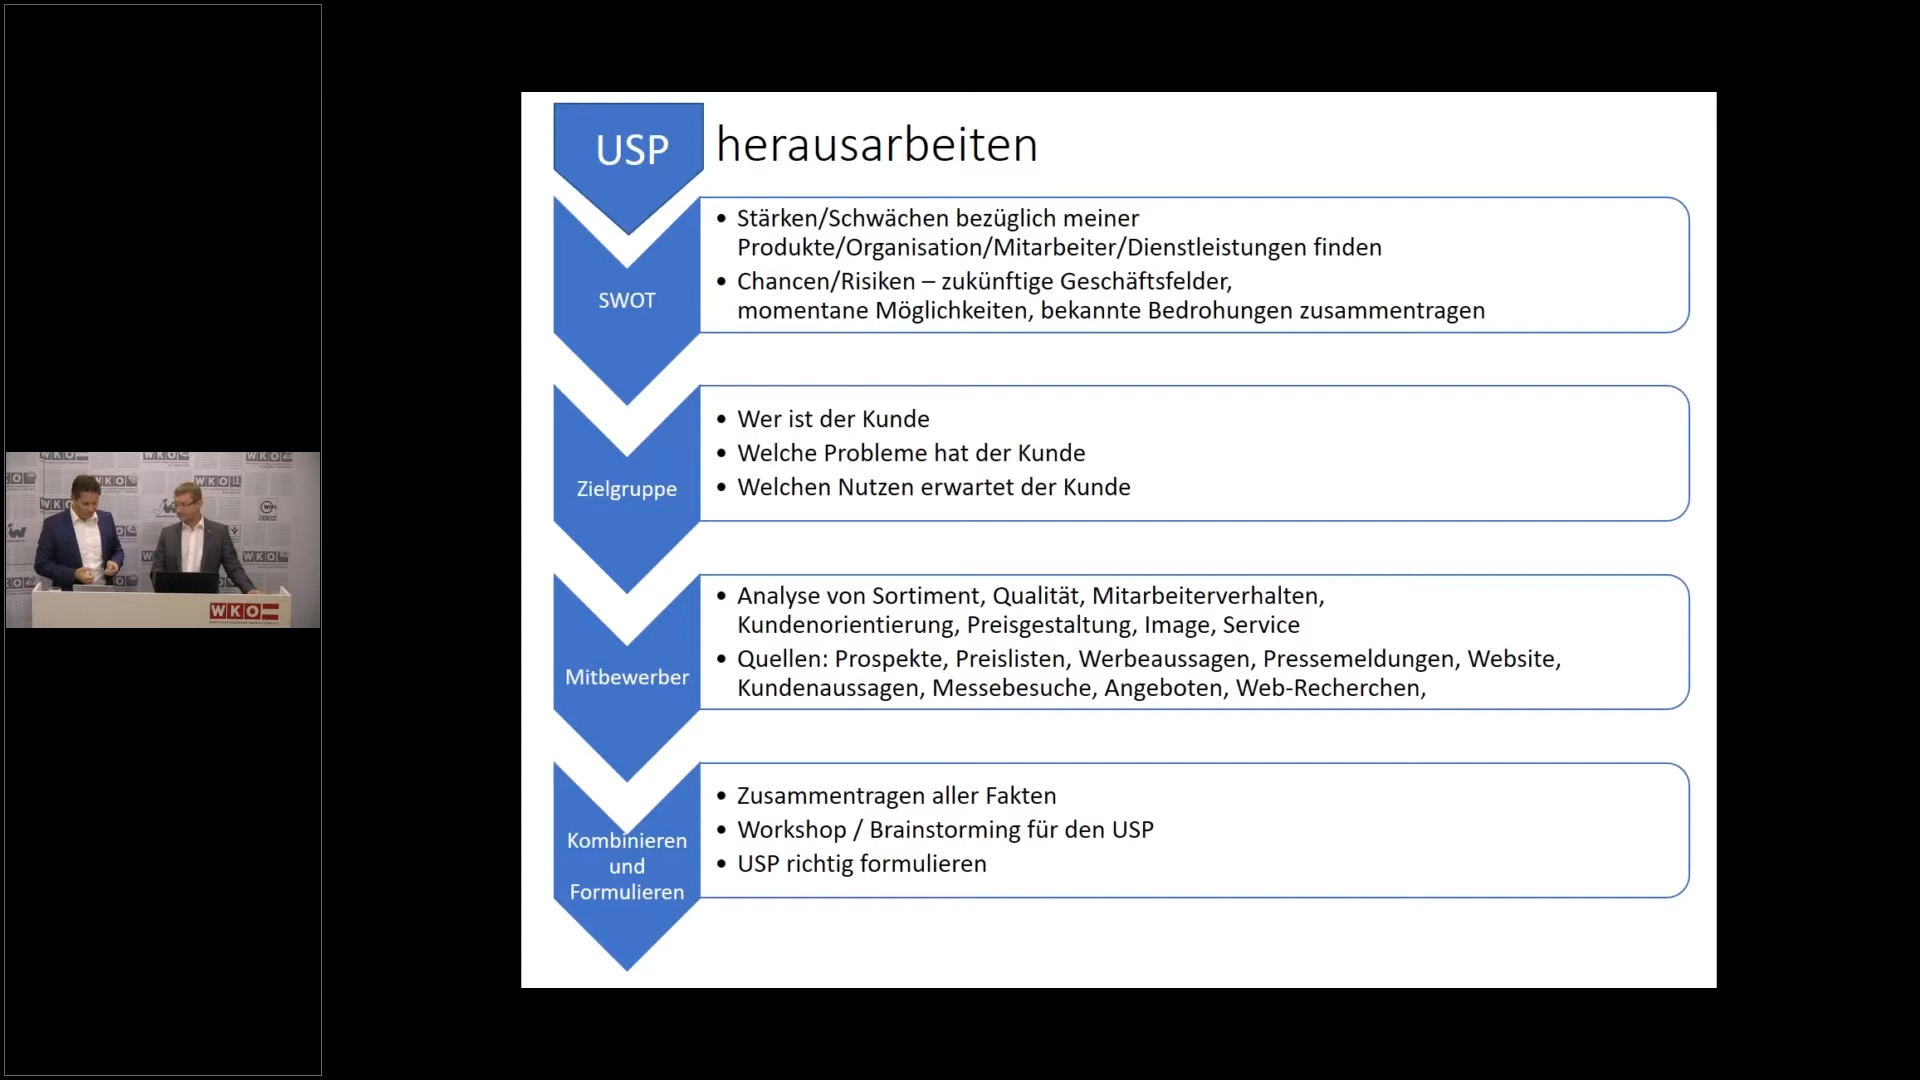 USP herausarbeiten
SWOT
• Stärken/Schwächen bezüglich meiner
Produkte/Organisation/Mitarbeiter/Dienstleistungen finden
• Chancen/Risiken – zukünftige Geschäftsfelder,
momentane Möglichkeiten, bekannte Bedrohungen zusammentragen
Zielgruppe
• Wer ist der Kunde
• Welche Probleme hat der Kunde
• Welchen Nutzen erwartet der Kunde
Mitbewerber
• Analyse von Sortiment, Qualität, Mitarbeiterverhalten,
Kundenorientierung, Preisgestaltung, Image, Service
• Quellen: Prospekte, Preislisten, Werbeaussagen, Pressemeldungen, Website,
Kundenaussagen, Messebesuche, Angeboten, Web-Recherchen,
Kombinieren
und
Formulieren
• Zusammentragen aller Fakten
• Workshop / Brainstorming für den USP
• USP richtig formulieren
WKO